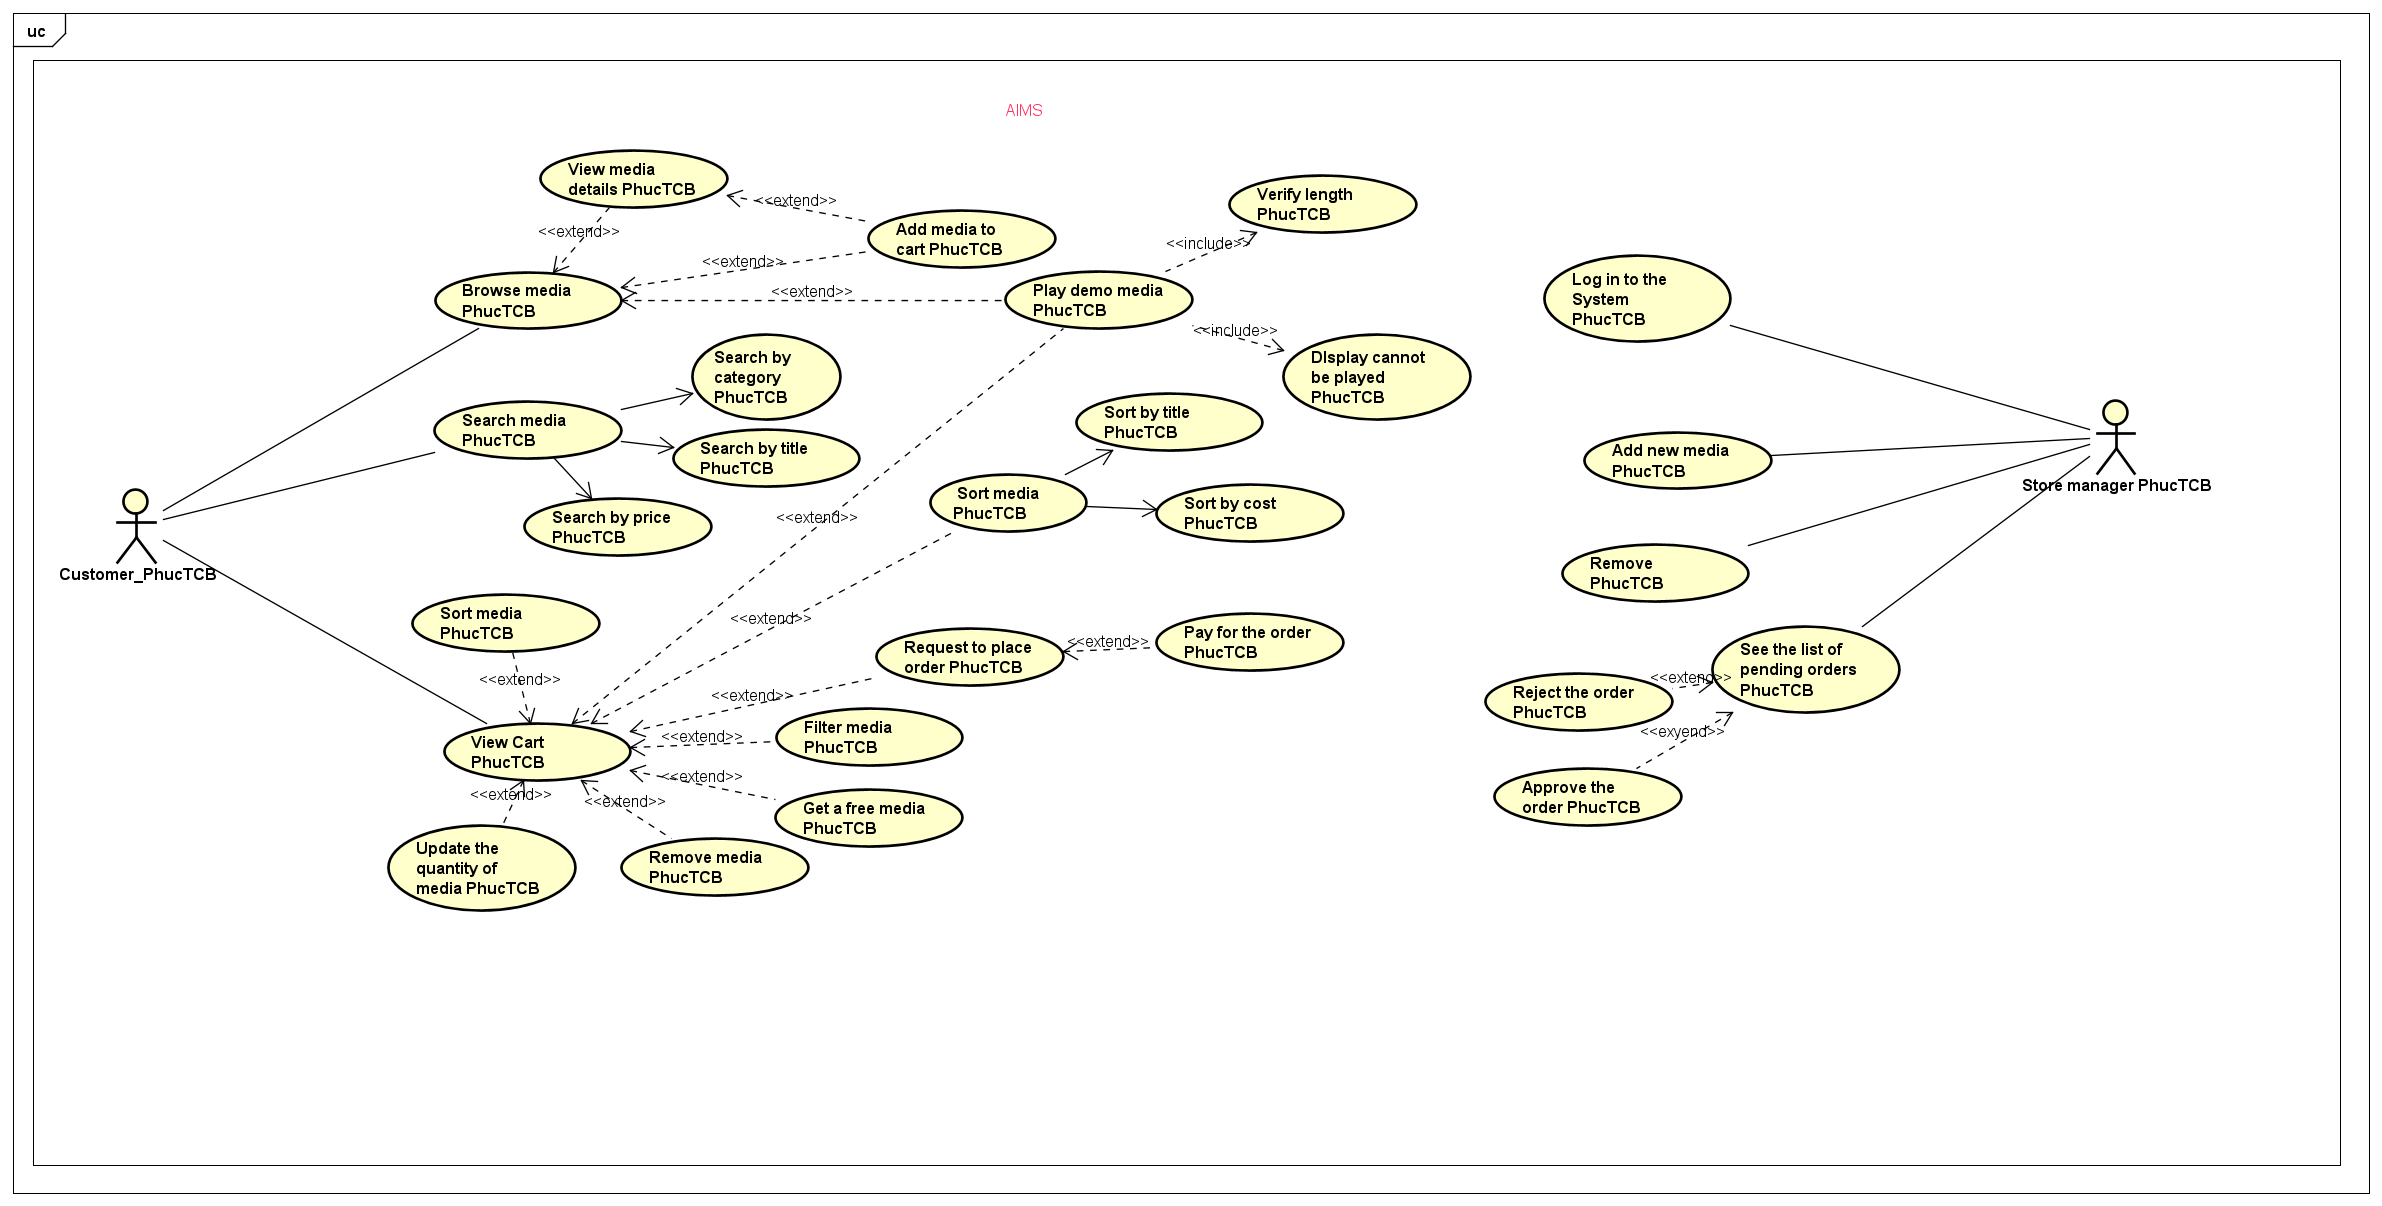 uc
AIMS
View media
details PhucTCB
<<extend>>
Verify length
PhucTCB
<<extend>>
Add media to
cart PhucTCB
<<include>>
<<extend>>
Browse media
PhucTCB
<<extend>>
Play demo media
PhucTCB
Log in to the
System
PhucTCB
<<include>>
Search by
category
PhucTCB
DIsplay cannot
be played
PhucTCB
Search media
PhucTCB
Sort by title
PhucTCB
Search by title
PhucTCB
Add new media
PhucTCB
Store manager PhucTCB
Search by price
PhucTCB
<<extend>>
Sort media
PhucTCB
Sort by cost
PhucTCB
Customer_PhucTCB
Remove
PhucTCB
Sort media
PhucTCB
<<extend>>
Request to place
order PhucTCB
<<extend>>
Pay for the order
PhucTCB
See the list of
pending orders
PhucTCB
<<extend>>
<<extend>>
<<extend>>
Reject the order
PhucTCB
View Cart
PhucTCB
<<extend>>
Filter media
PhucTCB
<<exyend>>
<<extend>>
<<extend>>
<<extend>>
Get a free media
PhucTCB
Approve the
order PhucTCB
Update the
quantity of
media PhucTCB
Remove media
PhucTCB